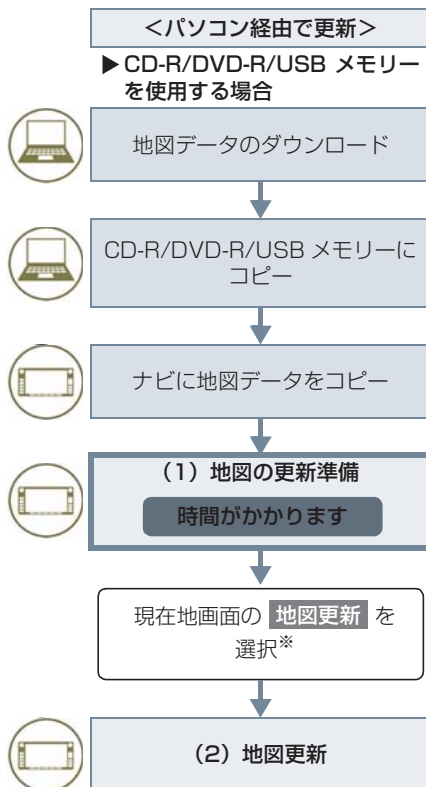 ＜パソコン経由で更新＞
▶ CD-R/DVD-R/USB メモリー
を使用する場合
地図データのダウンロード
CD-R/DVD-R/USB メモリーに
コピー
ナビに地図データをコピー
（1）地図の更新準備
時間がかかります
現在地画面の 地図更新 を
選択※
（2）地図更新